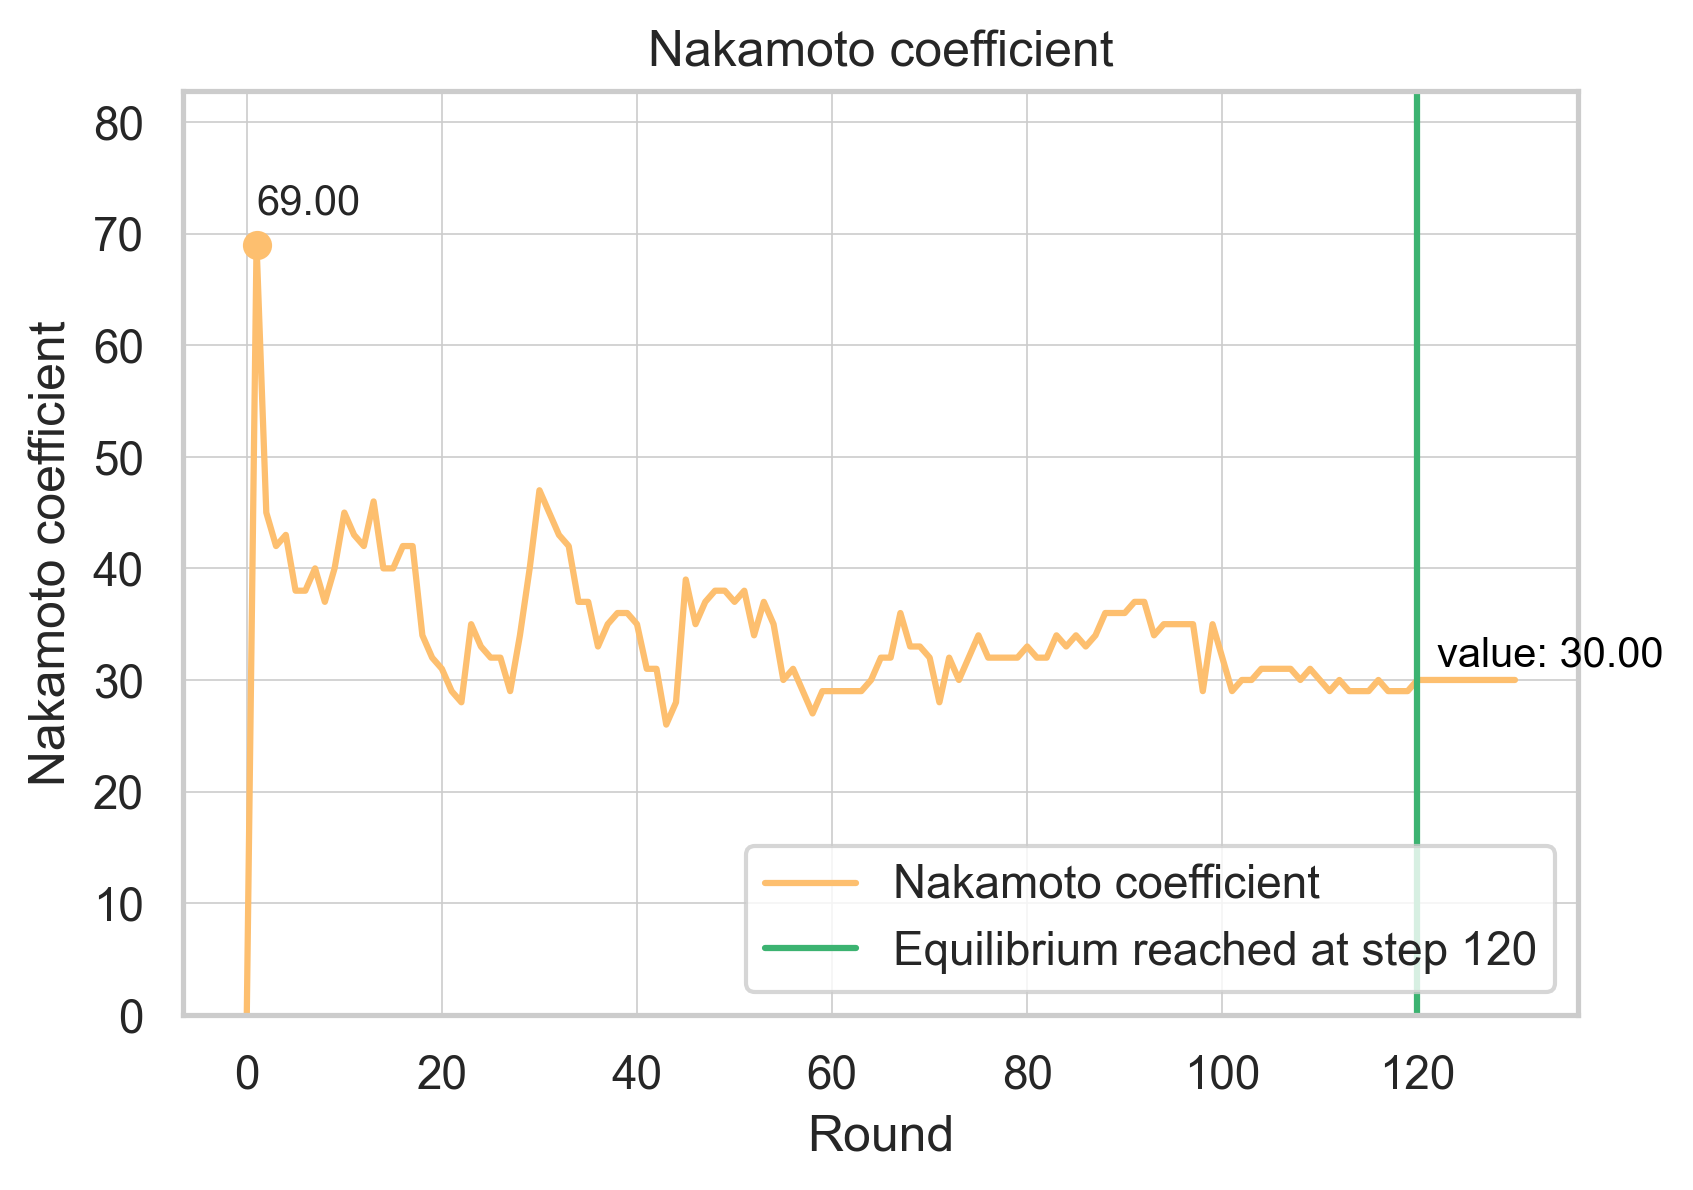 Nakamoto coefficient
80
70
60
50
40
30
20
10
0
Nakamoto coefficient
69.00
value: 30.00
Nakamoto coefficient
Equilibrium reached at step 120
0 20 40 60 80 100 120
Round